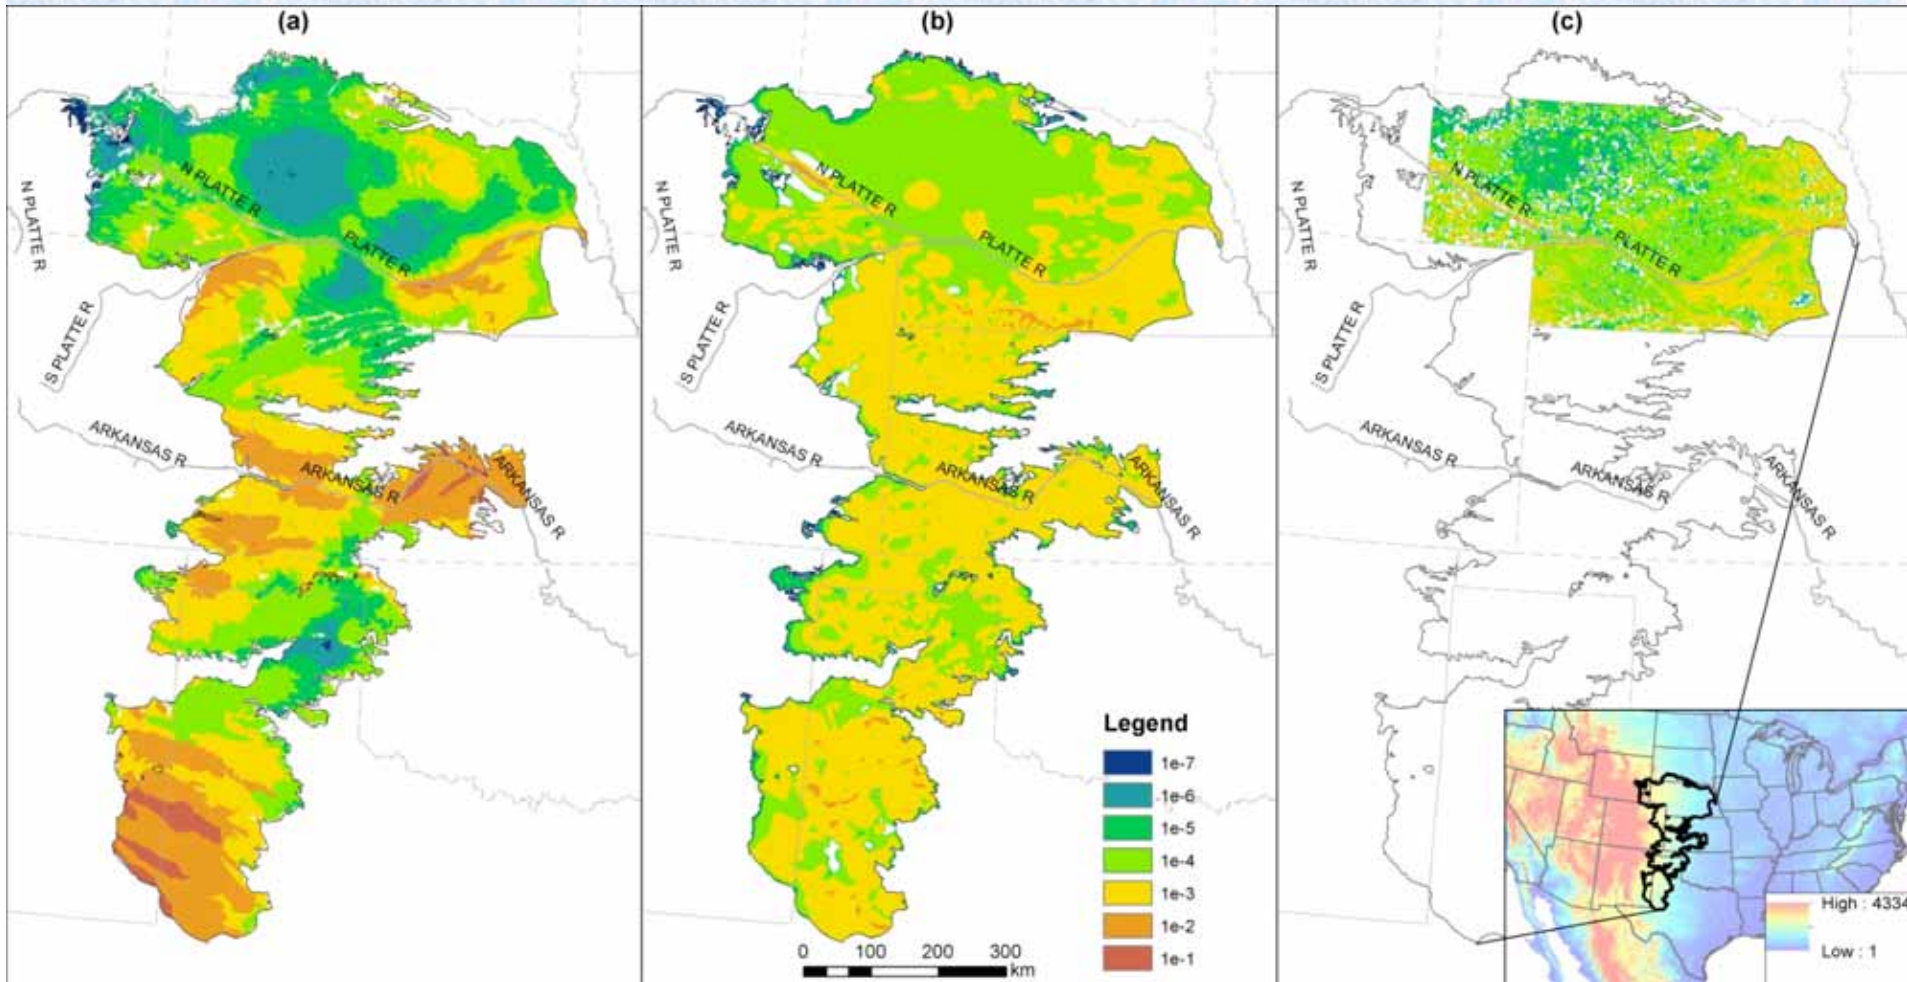 (a)
N PLATTE R
N PLATTE R
PLATTE R
S PLATTE R
ARKANSAS R
ARKANSAS R
ARKANSAS R
(b)
N PLATTE R
N PLATTE R
PLATTE R
S PLATTE R
ARKANSAS R
ARKANSAS R
ARKANSAS R
Legend
1e-7
1e-6
1e-5
1e-4
1e-3
1e-2
1e-1
0 100 200 300
km
(c)
N PLATTE R
N PLATTE R
PLATTE R
S PLATTE R
ARKANSAS R
ARKANSAS R
ARKANSAS R
High : 4334
Low : 1